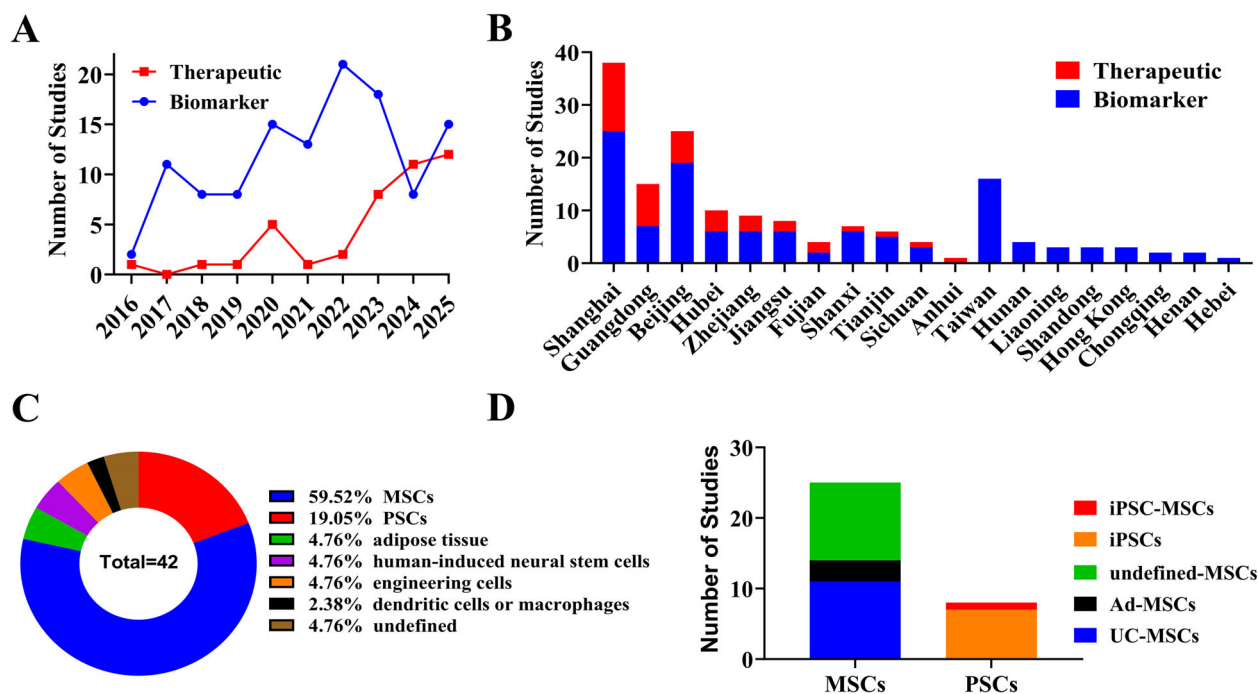 A
Number of Studies
20
15
10
5
0
Therapeutic
Biomarker
2016
2017
2018
2019
2020
2021
2022
2023
2024
2025
B
Number of Studies
40
30
20
10
0
Therapeutic
Biomarker
Shanghai
Guangdong
Beijing
Hubei
Zhejiang
Jiangsu
Fujian
Shanxi
Tianjin
Sichuan
Anhui
Taiwan
Hunan
Liaoning
Shandong
Hong Kong
Chongqing
Henan
Hebei
C
Total=42
59.52% MSCs
19.05% PSCs
4.76% adipose tissue
4.76% human-induced neural stem cells
4.76% engineering cells
2.38% dendritic cells or macrophages
4.76% undefined
D
Number of Studies
30
20
10
0
MSCs
PSCs
iPSC-MSCs
iPSCs
undefined-MSCs
Ad-MSCs
UC-MSCs